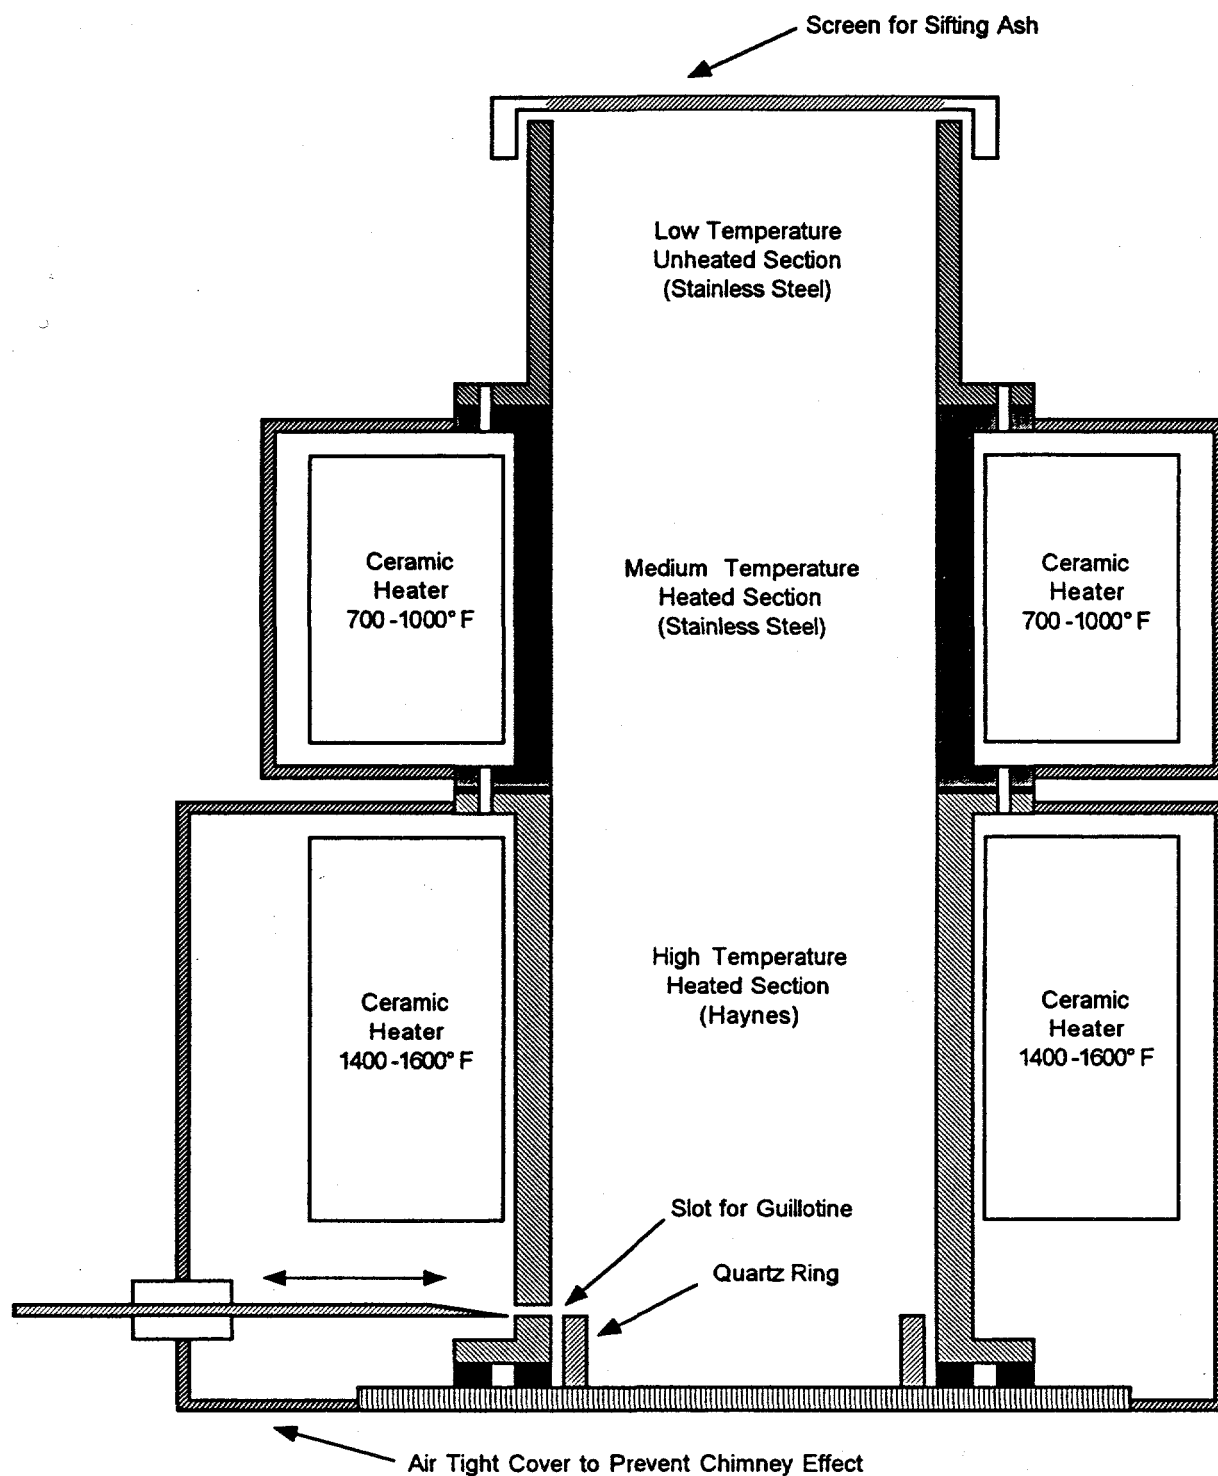 Screen for Sifting Ash
Low Temperature
Unheated Section
(Stainless Steel)
Ceramic
Heater
700-1000° F
Medium Temperature
Heated Section
(Stainless Steel)
Ceramic
Heater
700-1000° F
Ceramic
Heater
1400-1600° F
High Temperature
Heated Section
(Haynes)
Ceramic
Heater
1400-1600° F
Slot for Guillotine
Quartz Ring
Air Tight Cover to Prevent Chimney Effect